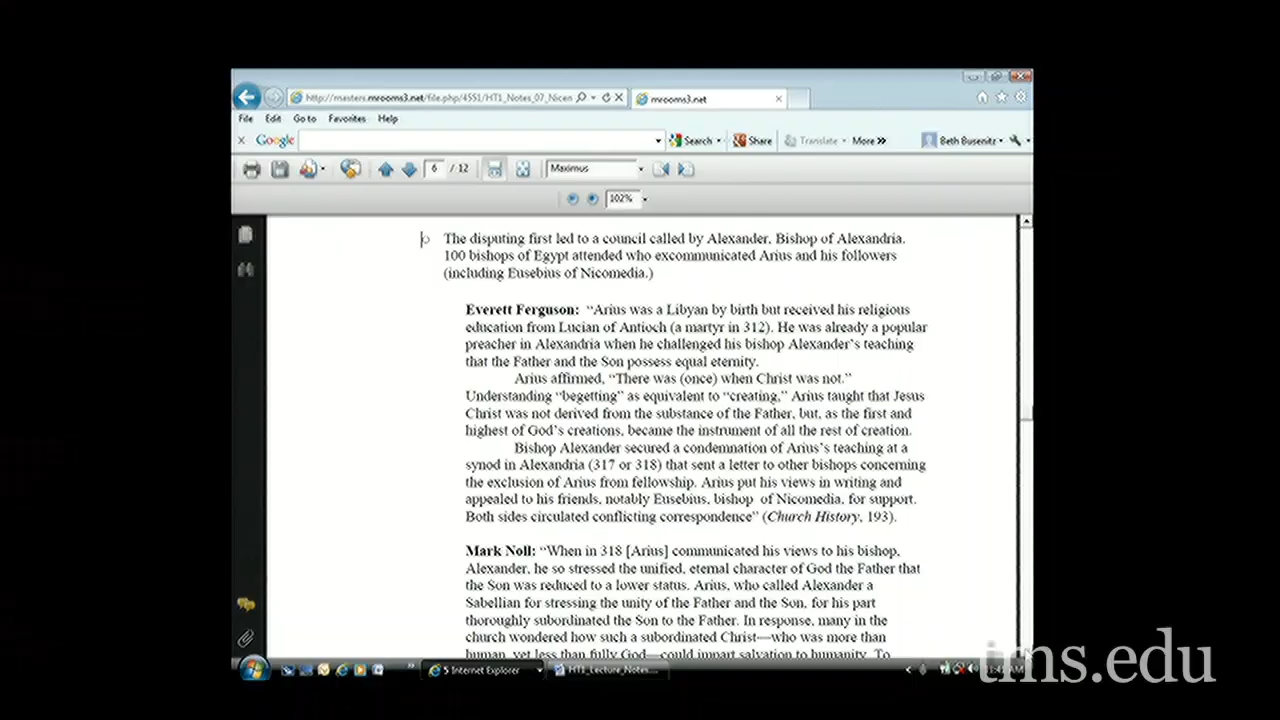 http://masters.mrooms3.net/file.php/4551/HT1_Notes_07_Nicen
mrooms3.net
File Edit Go to Favorites Help
x Google Search Share Translate More » Beth Busenitz
6 / 12 Maximus
102%
o The disputing first led to a council called by Alexander, Bishop of Alexandria.
100 bishops of Egypt attended who excommunicated Arius and his followers
(including Eusebius of Nicomedia.)
Everett Ferguson: “Arius was a Libyan by birth but received his religious
education from Lucian of Antioch (a martyr in 312). He was already a popular
preacher in Alexandria when he challenged his bishop Alexander’s teaching
that the Father and the Son possess equal eternity.
Arius affirmed, “There was (once) when Christ was not.”
Understanding “begetting” as equivalent to “creating,” Arius taught that Jesus
Christ was not derived from the substance of the Father, but, as the first and
highest of God’s creations, became the instrument of all the rest of creation.
Bishop Alexander secured a condemnation of Arius’s teaching at a
synod in Alexandria (317 or 318) that sent a letter to other bishops concerning
the exclusion of Arius from fellowship. Arius put his views in writing and
appealed to his friends, notably Eusebius, bishop of Nicomedia, for support.
Both sides circulated conflicting correspondence” (Church History, 193).
Mark Noll: “When in 318 [Arius] communicated his views to his bishop,
Alexander, he so stressed the unified, eternal character of God the Father that
the Son was reduced to a lower status. Arius, who called Alexander a
Sabellian for stressing the unity of the Father and the Son, for his part
thoroughly subordinated the Son to the Father. In response, many in the
church wondered how such a subordinated Christ—who was more than
human, yet less than fully God—could impart salvation to humanity. To
5 Internet Explorer HT1_Lecture_Notes...
tms.edu